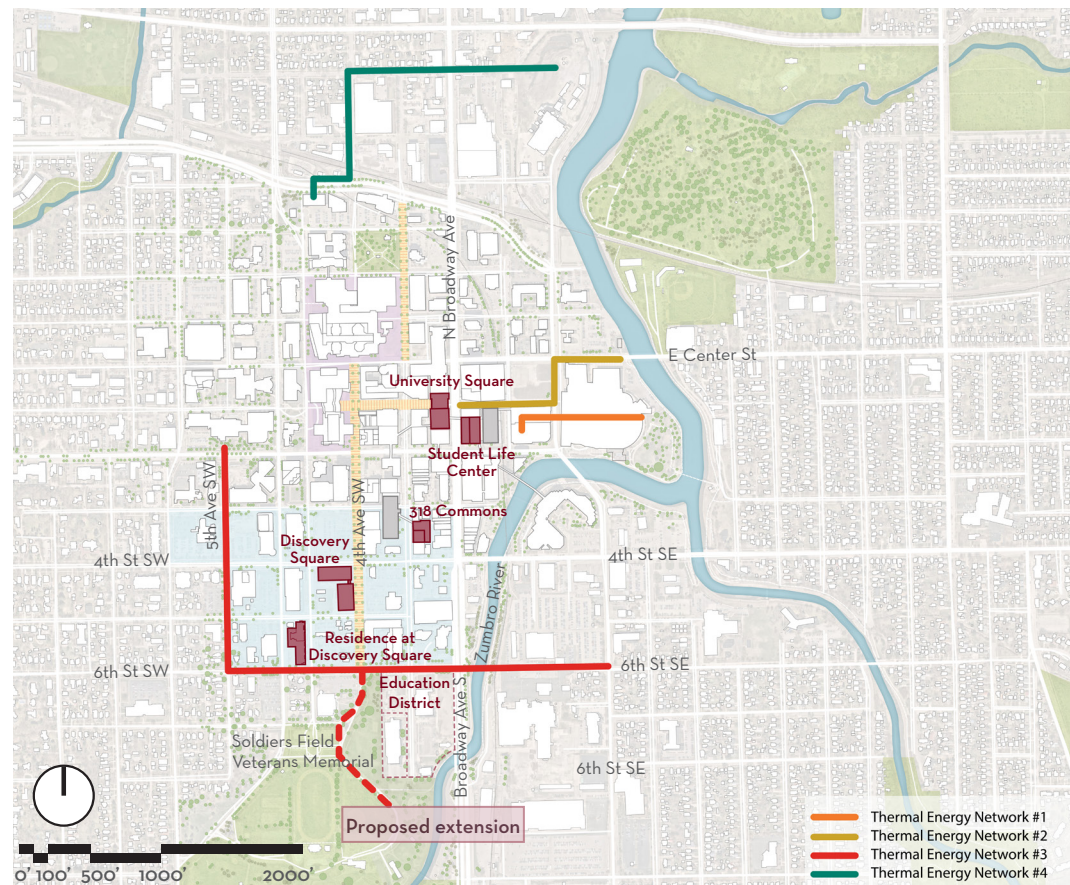 N Broadway Ave
E Center St
University Square
Student Life
Center
5th Ave SW
4th Ave SW
318 Commons
Discovery
Square
4th St SW
4th St SE
Zumbro River
Residence at
Discovery Square
6th St SW
6th St SE
Education
District
Broadway Ave S
Soldiers Field
Veterans Memorial
6th St SE
Proposed extension
0' 100' 500' 1000' 2000'
Thermal Energy Network #1
Thermal Energy Network #2
Thermal Energy Network #3
Thermal Energy Network #4